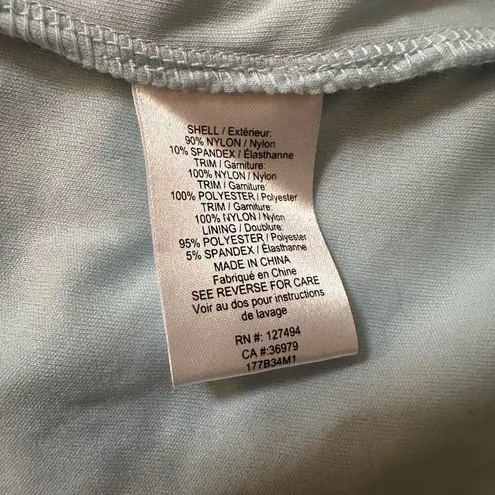 SHELL / Extérieur:
90% NYLON / Nylon
10% SPANDEX / Élasthanne
TRIM / Garniture:
100% NYLON / Nylon
TRIM / Garniture:
100% POLYESTER / Polyester
TRIM / Garniture:
100% NYLON / Nylon
LINING / Doublure:
95% POLYESTER / Polyester
5% SPANDEX / Élasthanne
MADE IN CHINA
Fabriqué en Chine
SEE REVERSE FOR CARE
Voir au dos pour instructions
de lavage
RN #: 127494
CA #:36979
177B34M1